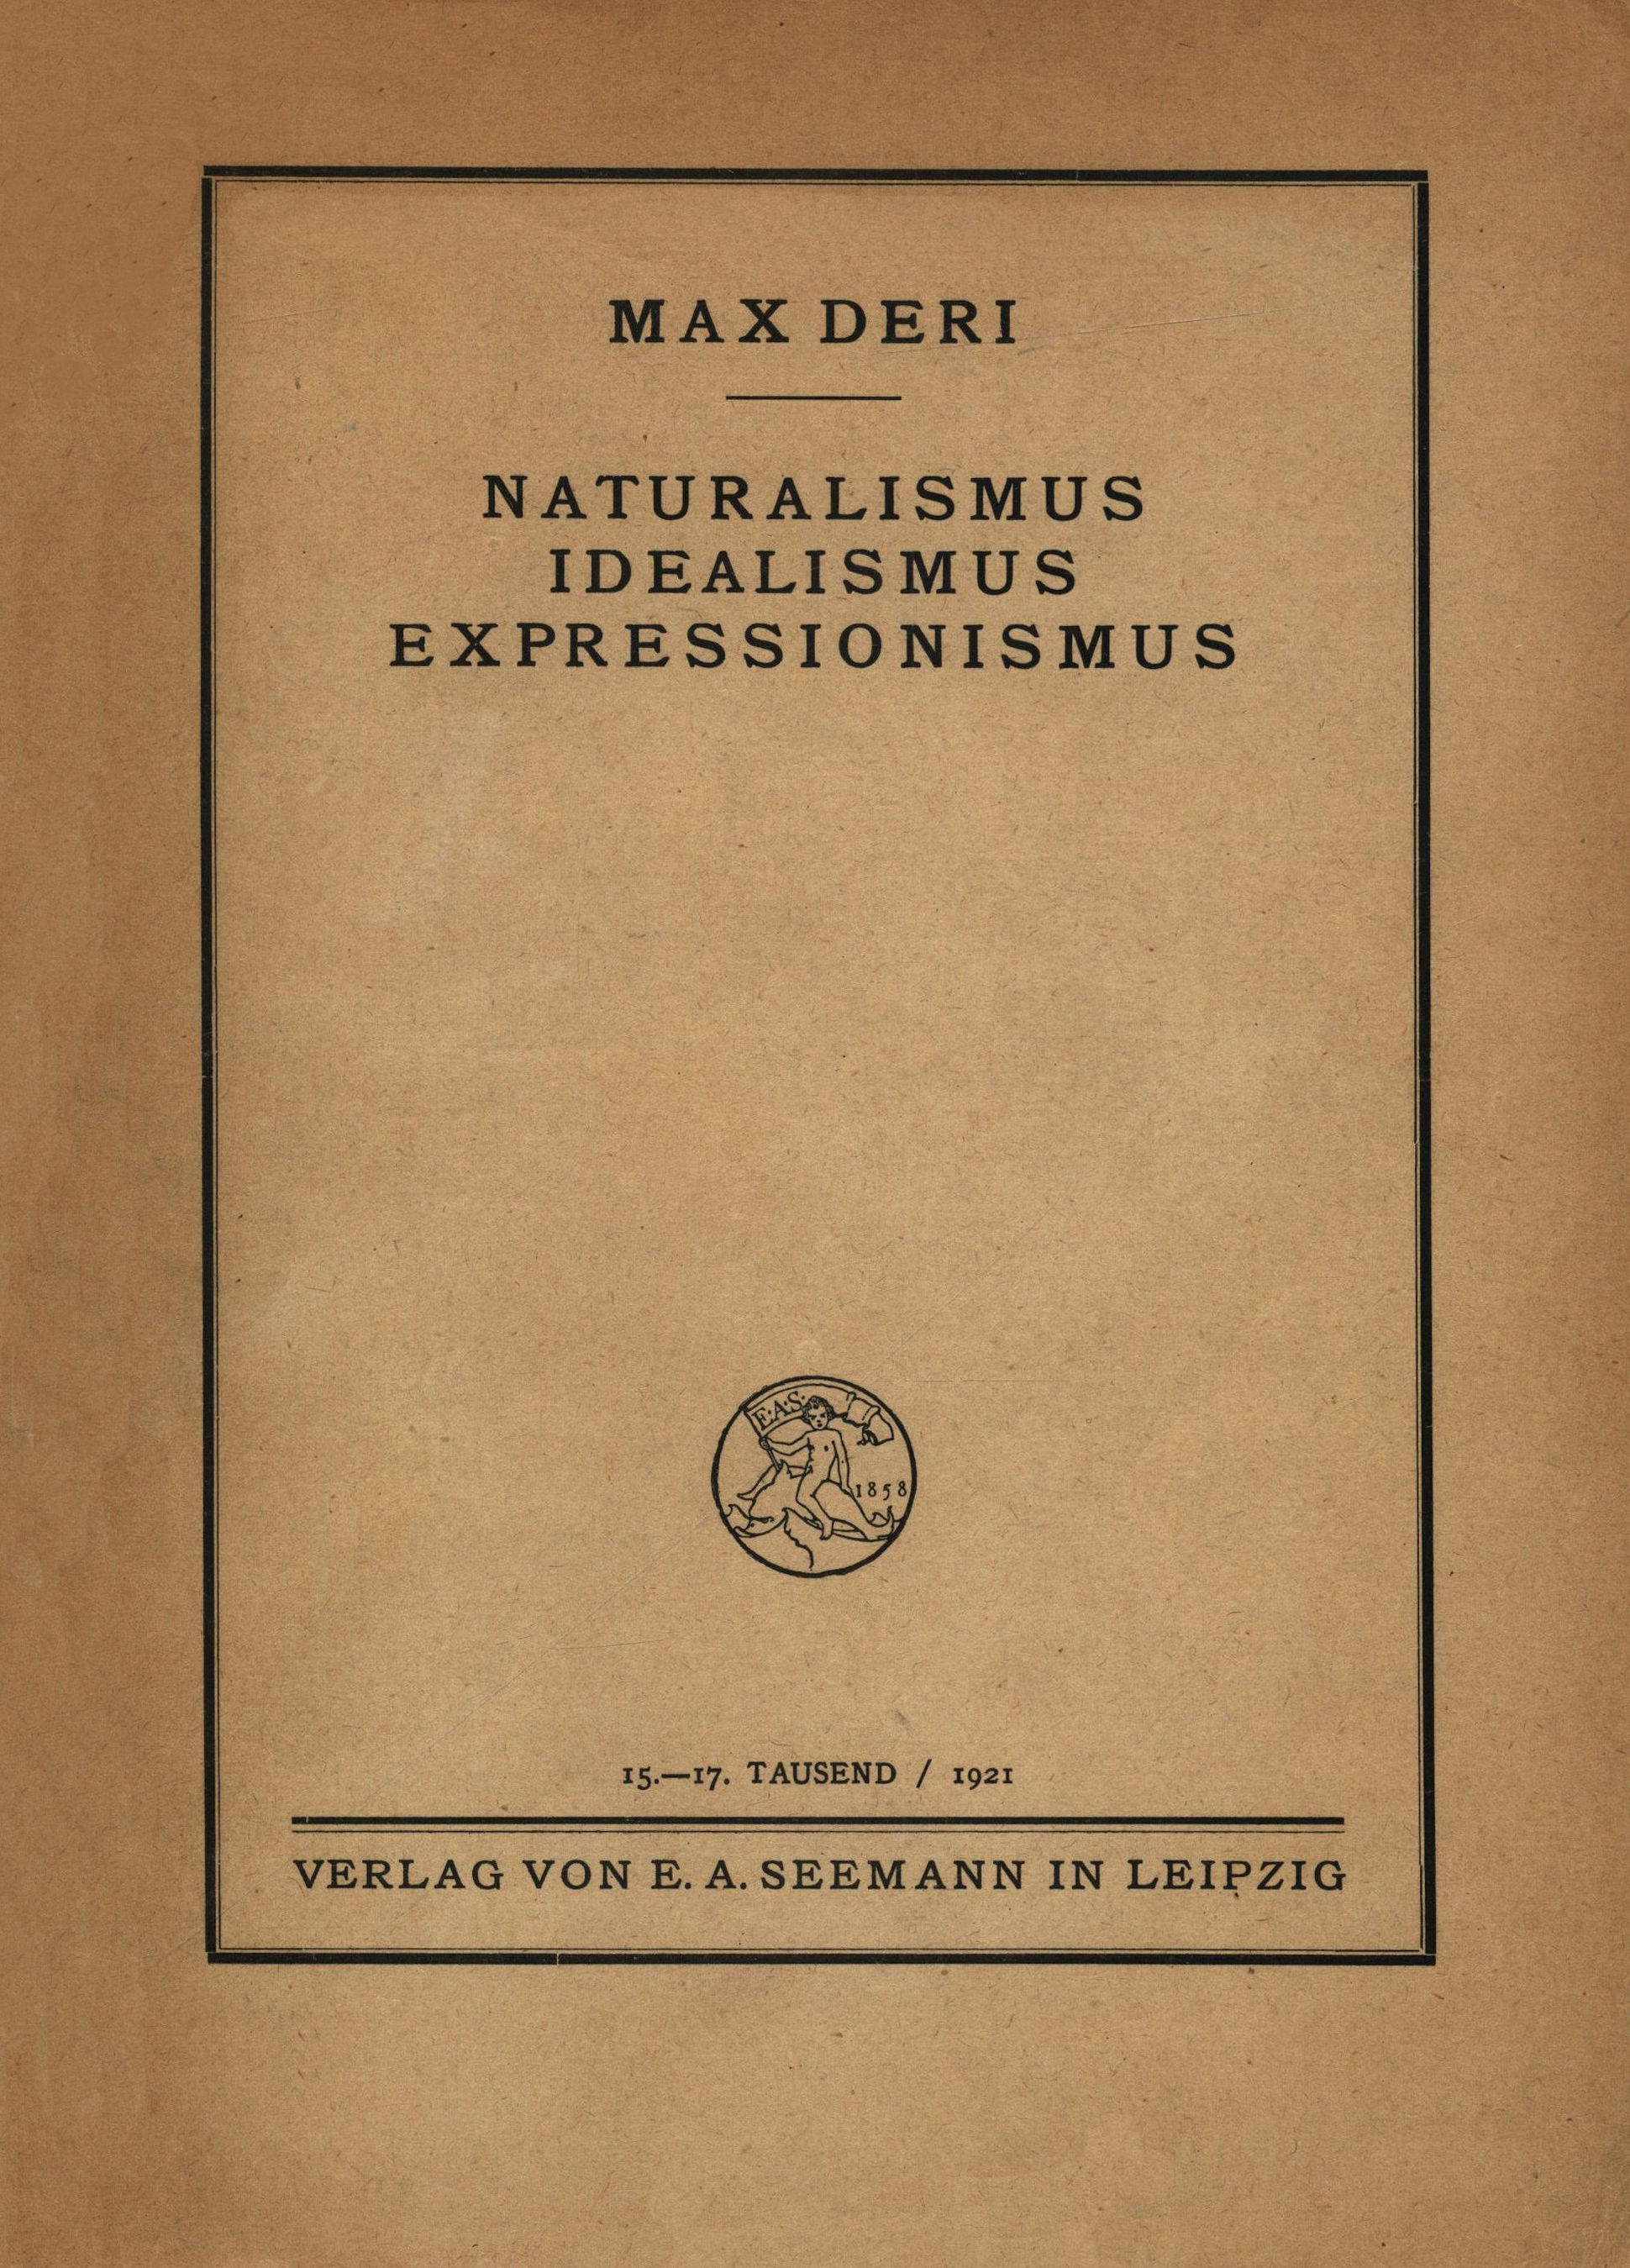 MAX DERI
NATURALISMUS
IDEALISMUS
EXPRESSIONISMUS
E·A·S·
1858
15.—17. TAUSEND / 1921
VERLAG VON E. A. SEEMANN IN LEIPZIG